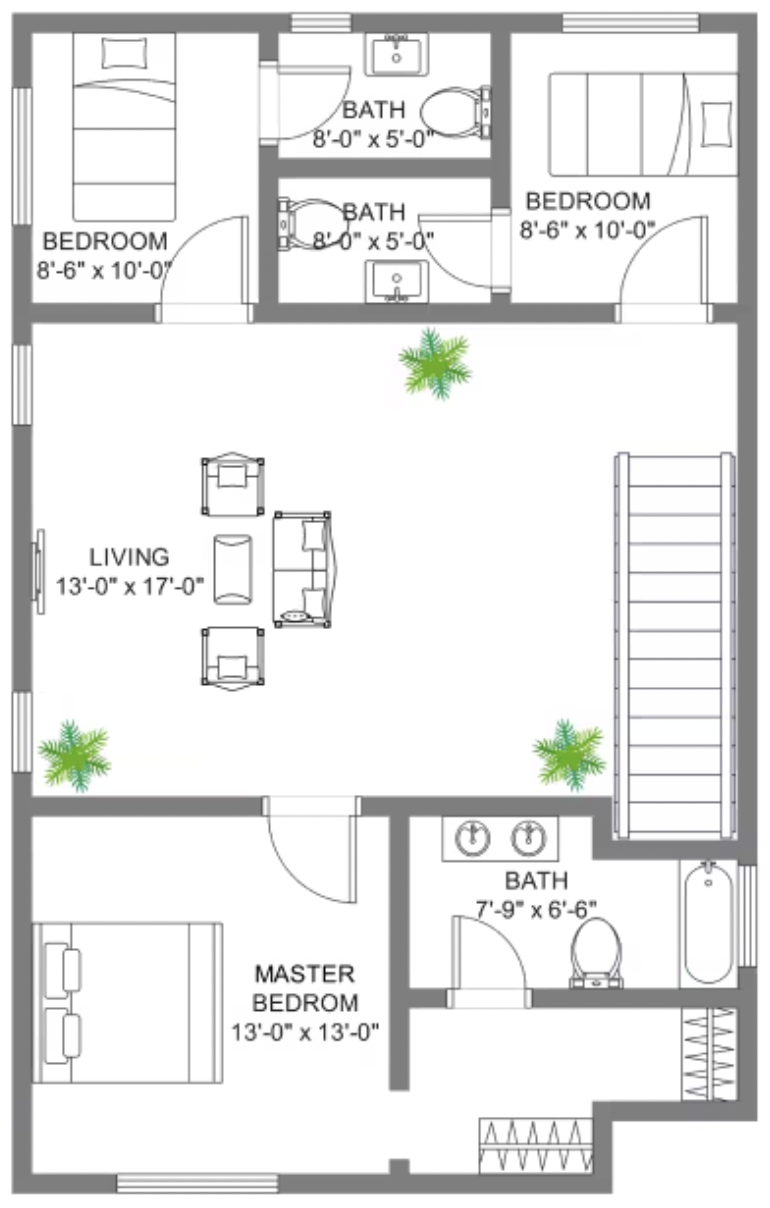 BATH
8'-0" x 5'-0"
BEDROOM
8'-6" x 10'-0"
BATH
8'-0" x 5'-0"
BEDROOM
8'-6" x 10'-0"
LIVING
13'-0" x 17'-0"
BATH
7'-9" x 6'-6"
MASTER
BEDROM
13'-0" x 13'-0"